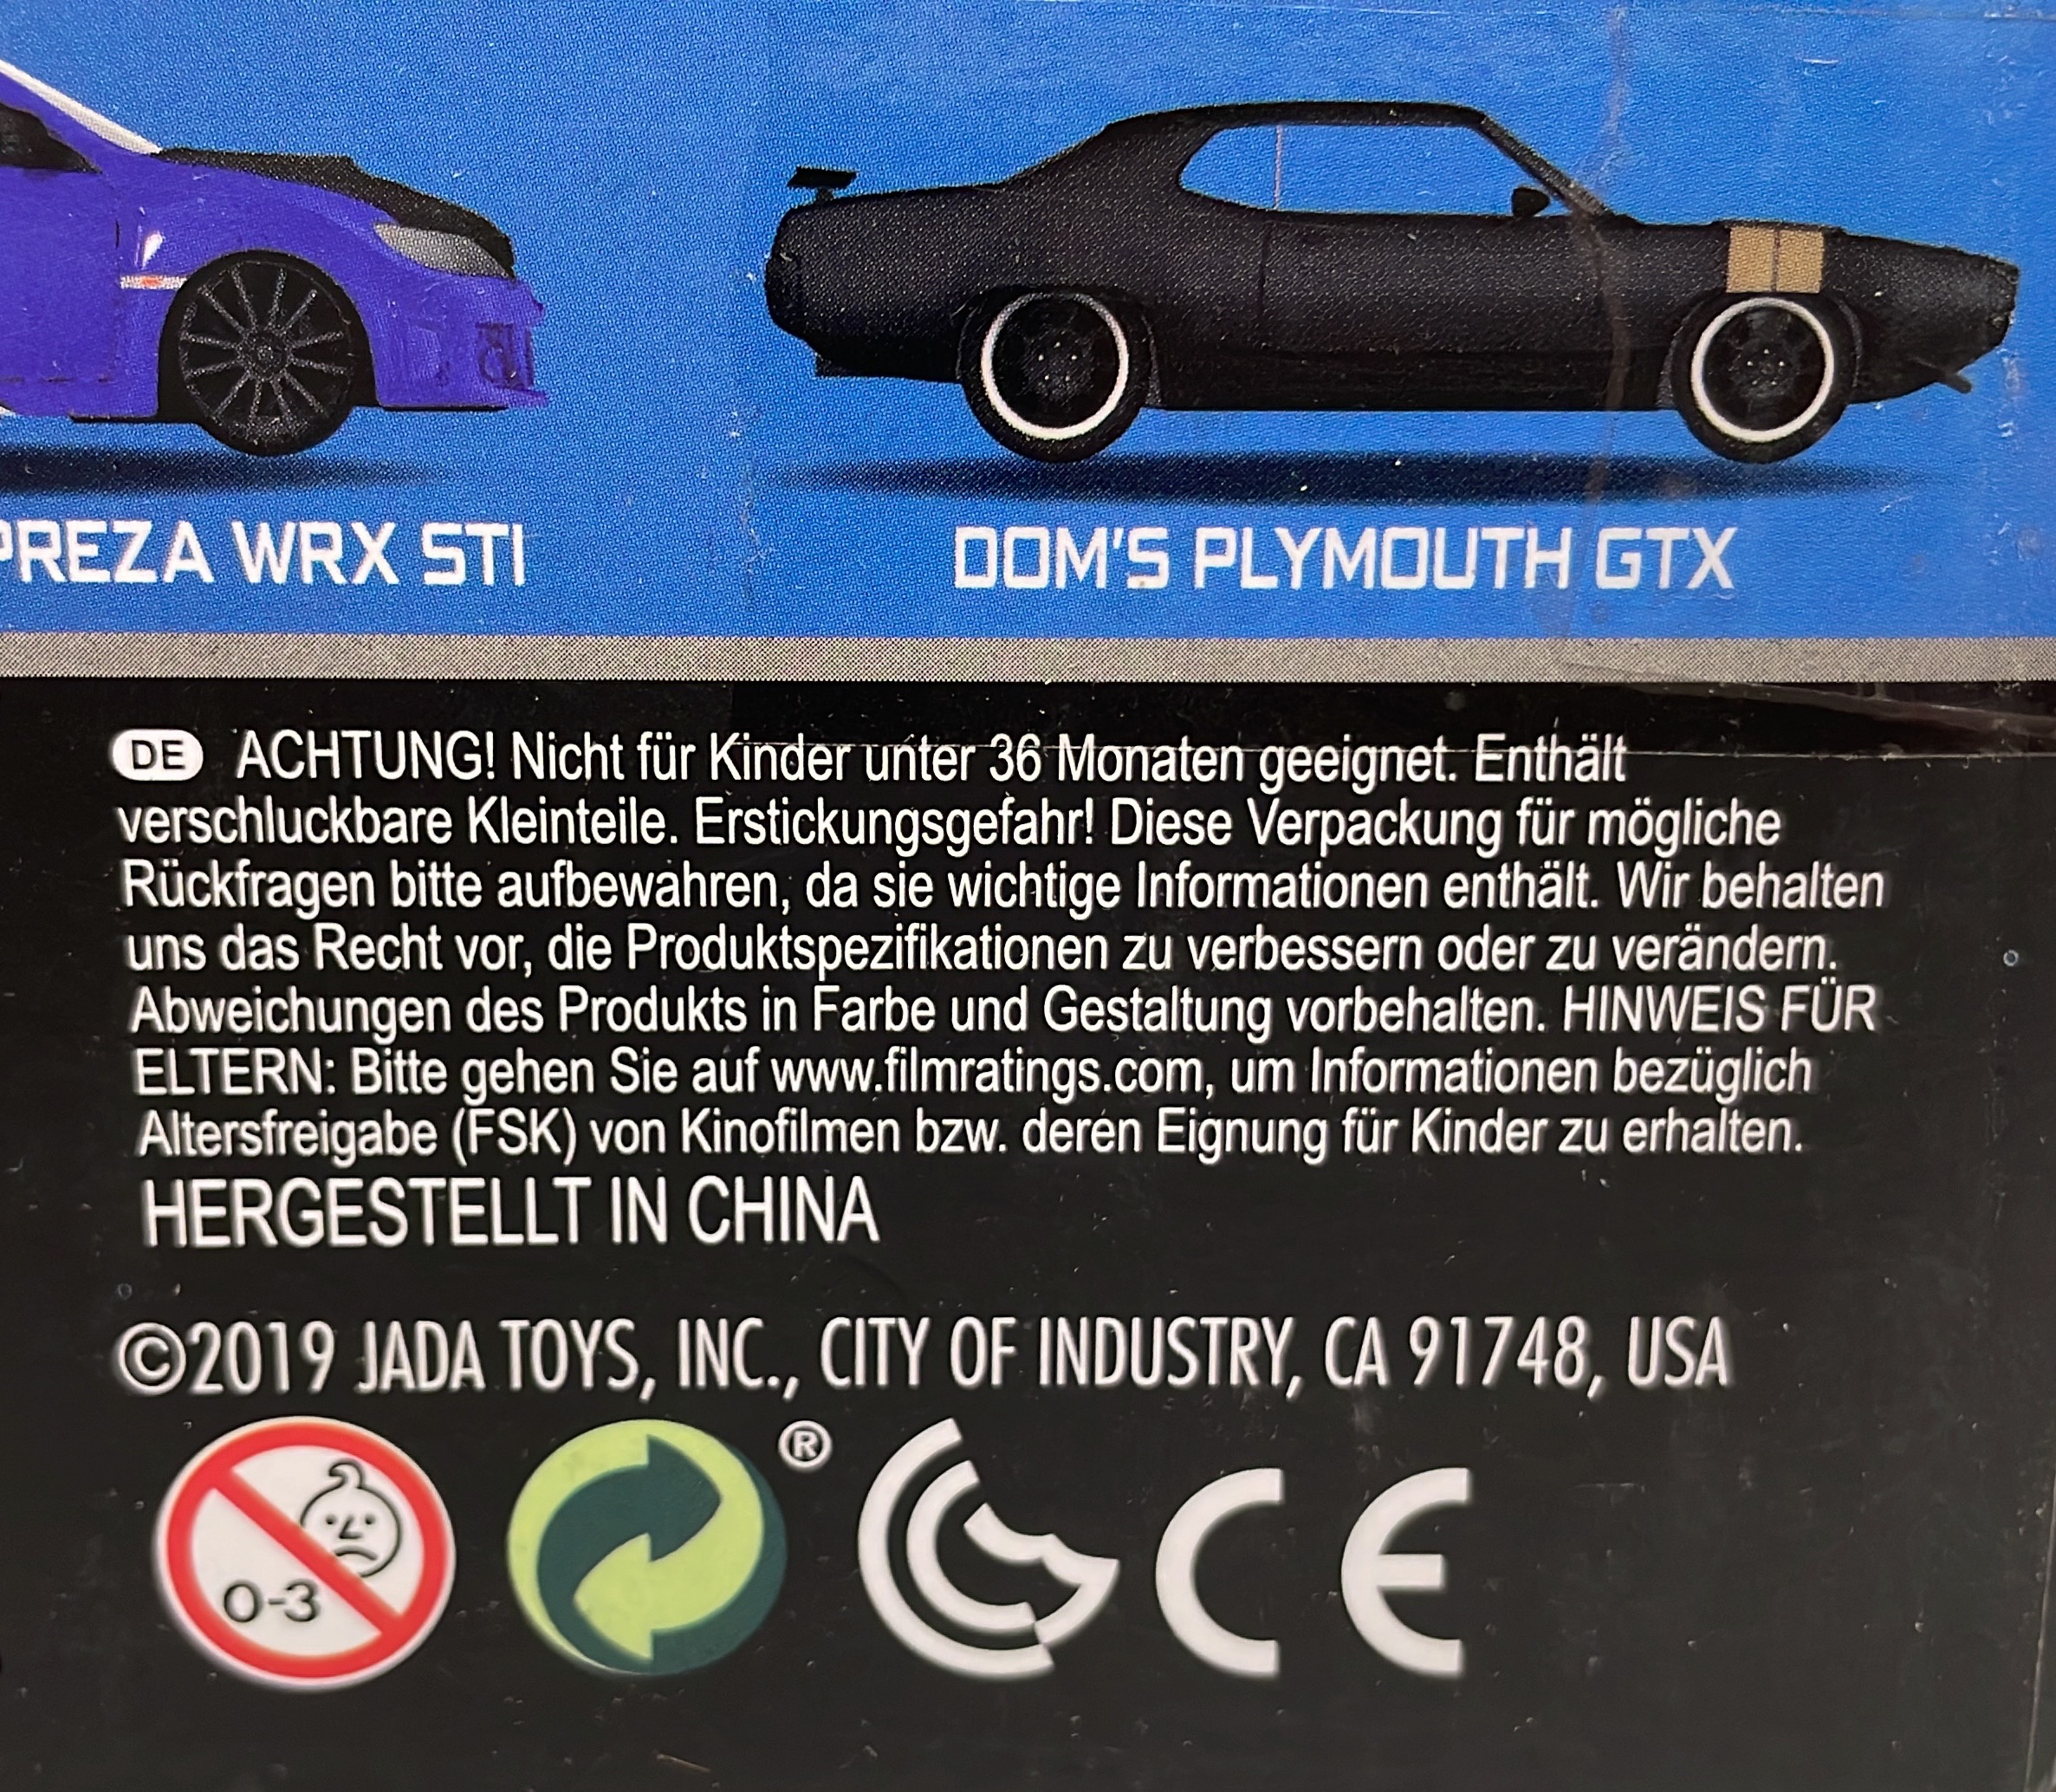 PREZA WRX STI
DOM'S PLYMOUTH GTX
DE ACHTUNG! Nicht für Kinder unter 36 Monaten geeignet. Enthält
verschluckbare Kleinteile. Erstickungsgefahr! Diese Verpackung für mögliche
Rückfragen bitte aufbewahren, da sie wichtige Informationen enthält. Wir behalten
uns das Recht vor, die Produktspezifikationen zu verbessern oder zu verändern.
Abweichungen des Produkts in Farbe und Gestaltung vorbehalten. HINWEIS FÜR
ELTERN: Bitte gehen Sie auf www.filmratings.com, um Informationen bezüglich
Altersfreigabe (FSK) von Kinofilmen bzw. deren Eignung für Kinder zu erhalten.
HERGESTELLT IN CHINA
©2019 JADA TOYS, INC., CITY OF INDUSTRY, CA 91748, USA
0-3 ® CE